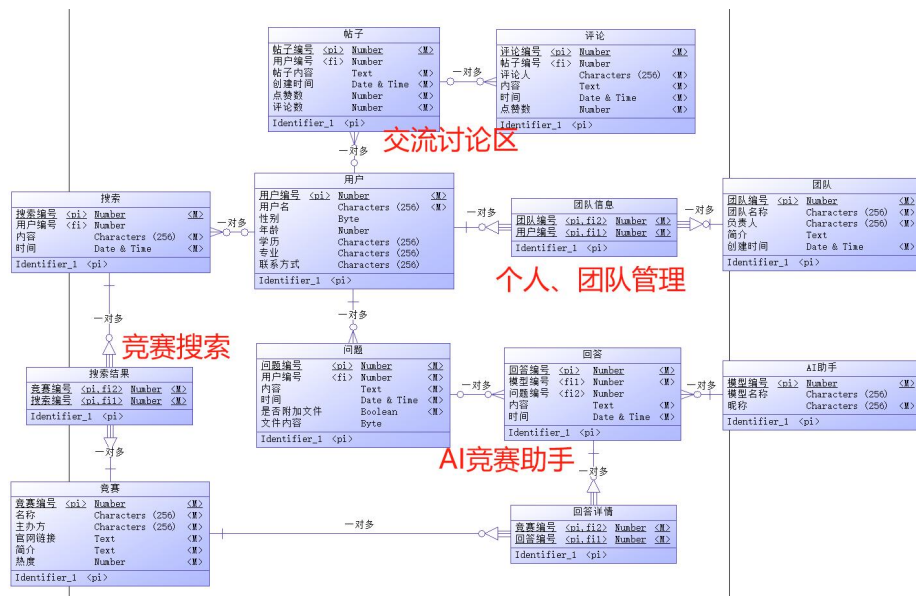 帖子
帖子编号 <pi> Number <M>
用户编号 <fi> Number
帖子内容 Text <M>
创建时间 Date & Time <M>
点赞数 Number <M>
评论数 Number <M>
Identifier_1 <pi>
一对多
评论
评论编号 <pi> Number <M>
帖子编号 <fi> Number
评论人 Characters (256) <M>
内容 Text <M>
时间 Date & Time <M>
点赞数 Number <M>
Identifier_1 <pi>
交流讨论区
一对多
搜索
搜索编号 <pi> Number <M>
用户编号 <fi> Number
内容 Characters (256) <M>
时间 Date & Time <M>
Identifier_1 <pi>
一对多
用户
用户编号 <pi> Number <M>
用户名 Characters (256) <M>
性别 Byte
年龄 Number
学历 Characters (256)
专业 Characters (256)
联系方式 Characters (256)
Identifier_1 <pi>
一对多
团队信息
团队编号 <pi,fi2> Number <M>
用户编号 <pi,fi1> Number <M>
Identifier_1 <pi>
一对多
团队
团队编号 <pi> Number <M>
团队名称 Characters (256) <M>
负责人 Characters (256) <M>
简介 Text
创建时间 Date & Time <M>
Identifier_1 <pi>
个人、团队管理
一对多
竞赛搜索
一对多
搜索结果
竞赛编号 <pi,fi2> Number <M>
搜索编号 <pi,fi1> Number <M>
Identifier_1 <pi>
问题
问题编号 <pi> Number <M>
用户编号 <fi> Number
内容 Text <M>
时间 Date & Time <M>
是否附加文件 Boolean <M>
文件内容 Byte
Identifier_1 <pi>
一对多
回答
回答编号 <pi> Number <M>
模型编号 <fi1> Number <M>
问题编号 <fi2> Number
内容 Text <M>
时间 Date & Time <M>
Identifier_1 <pi>
一对多
AI助手
模型编号 <pi> Number <M>
模型名称 Characters (256)
昵称 Characters (256) <M>
Identifier_1 <pi>
AI竞赛助手
一对多
一对多
竞赛
竞赛编号 <pi> Number <M>
名称 Characters (256) <M>
主办方 Characters (256) <M>
官网链接 Text <M>
简介 Text <M>
热度 Number <M>
Identifier_1 <pi>
一对多
回答详情
竞赛编号 <pi,fi2> Number <M>
回答编号 <pi,fi1> Number <M>
Identifier_1 <pi>